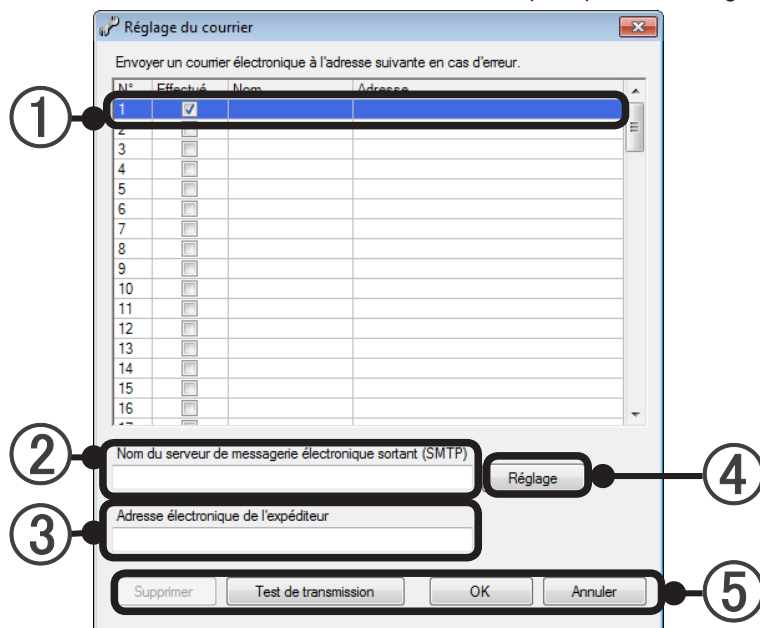 Réglage du courrier
Envoyer un courrier électronique à l'adresse suivante en cas d'erreur.
N° Effectué Nom Adresse
① 1
2
3
4
5
6
7
8
9
10
11
12
13
14
15
16
17
② Nom du serveur de messagerie électronique sortant (SMTP)
Réglage ④
③ Adresse électronique de l'expéditeur
Supprimer Test de transmission OK Annuler ⑤